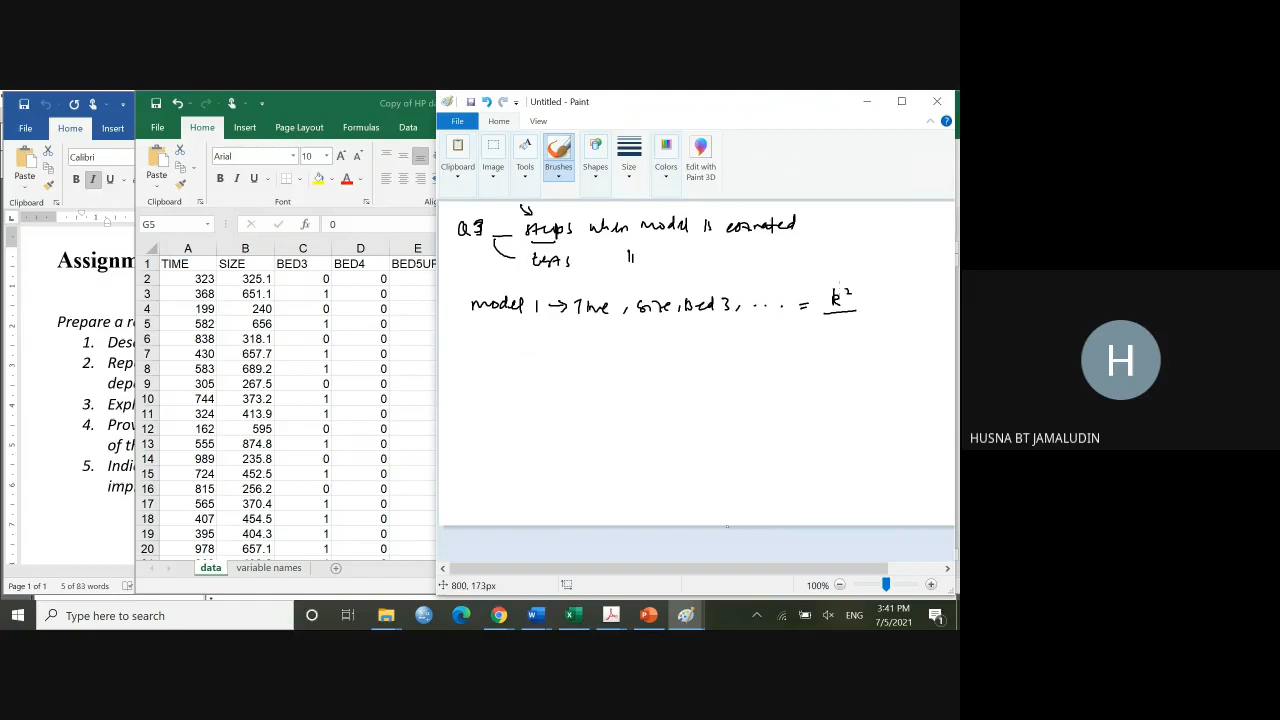 Untitled - Paint
Copy of HP da
File Home Insert
File Home Insert Page Layout Formulas Data
File Home View
Calibri
Arial 10
Paste
Paste
B I U
B U
Clipboard Image Tools Brushes Shapes Size Colors Edit with Paint 3D
Clipboard
Clipboard Font
G5 fx 0
A B C D E
1 TIME SIZE BED3 BED4 BED5UP
2 323 325.1 0 0
3 368 651.1 1 0
4 199 240 0 0
5 582 656 1 0
6 838 318.1 0 0
7 430 657.7 1 0
8 583 689.2 1 0
9 305 267.5 0 0
10 744 373.2 1 0
11 324 413.9 1 0
12 162 595 0 0
13 555 874.8 1 0
14 989 235.8 0 0
15 724 452.5 1 0
16 815 256.2 0 0
17 565 370.4 1 0
18 407 454.5 1 0
19 395 404.3 1 0
20 978 657.1 1 0
data variable names
Assignm
Prepare a re
1. Desc
2. Rep
depe
3. Expl
4. Prov
of th
5. Indi
imp
Page 1 of 1 5 of 83 words
Q3 steps when model is estimated
tests
model 1 → Time, size, Bed 3, .... = R²
800, 173px
100%
Type here to search
ENG
3:41 PM
7/5/2021
H
HUSNA BT JAMALUDIN